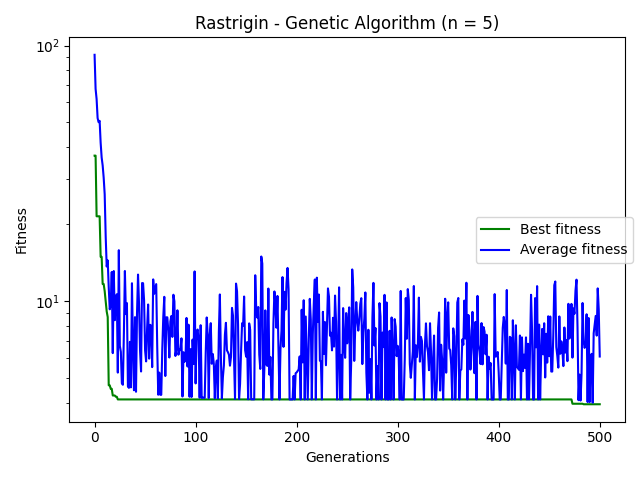 Rastrigin - Genetic Algorithm (n = 5)
10²
10¹
Fitness
Best fitness
Average fitness
0 100 200 300 400 500
Generations